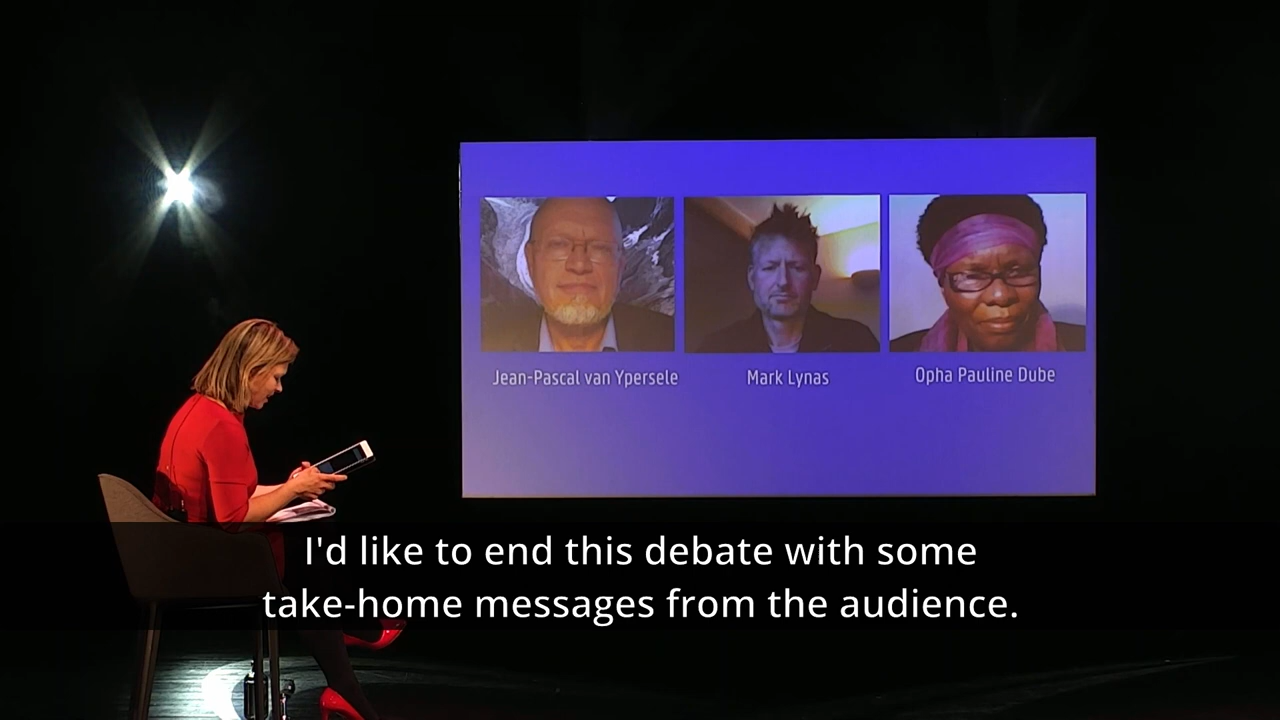 Jean-Pascal van Ypersele
Mark Lynas
Opha Pauline Dube
I'd like to end this debate with some
take-home messages from the audience.